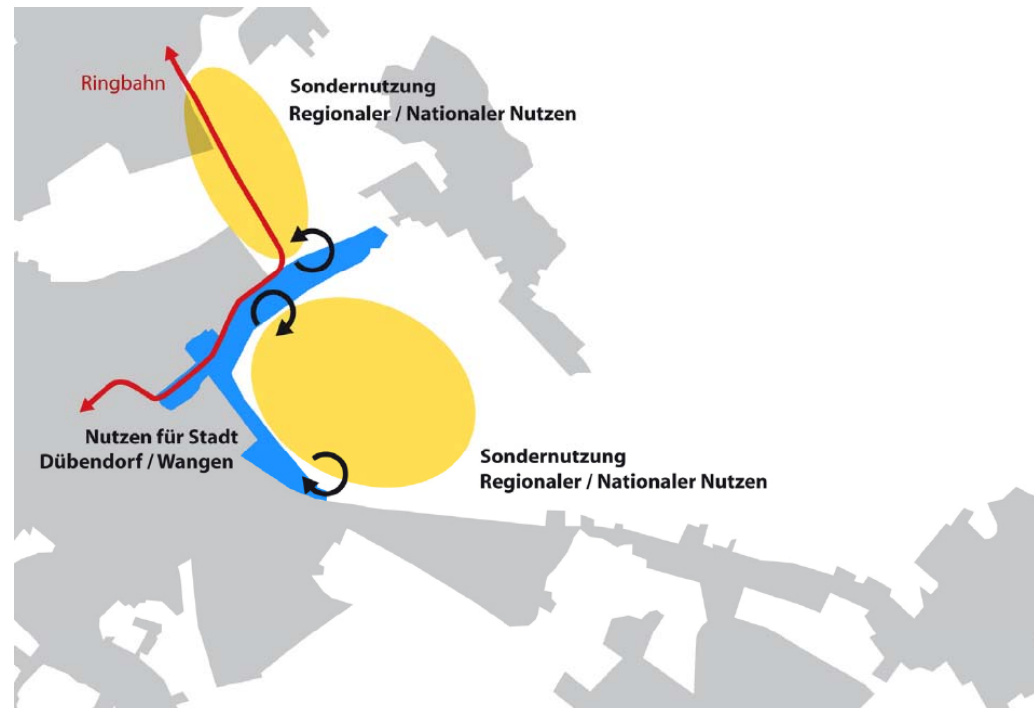 Ringbahn
Sondernutzung
Regionaler / Nationaler Nutzen
Nutzen für Stadt
Dübendorf / Wangen
Sondernutzung
Regionaler / Nationaler Nutzen